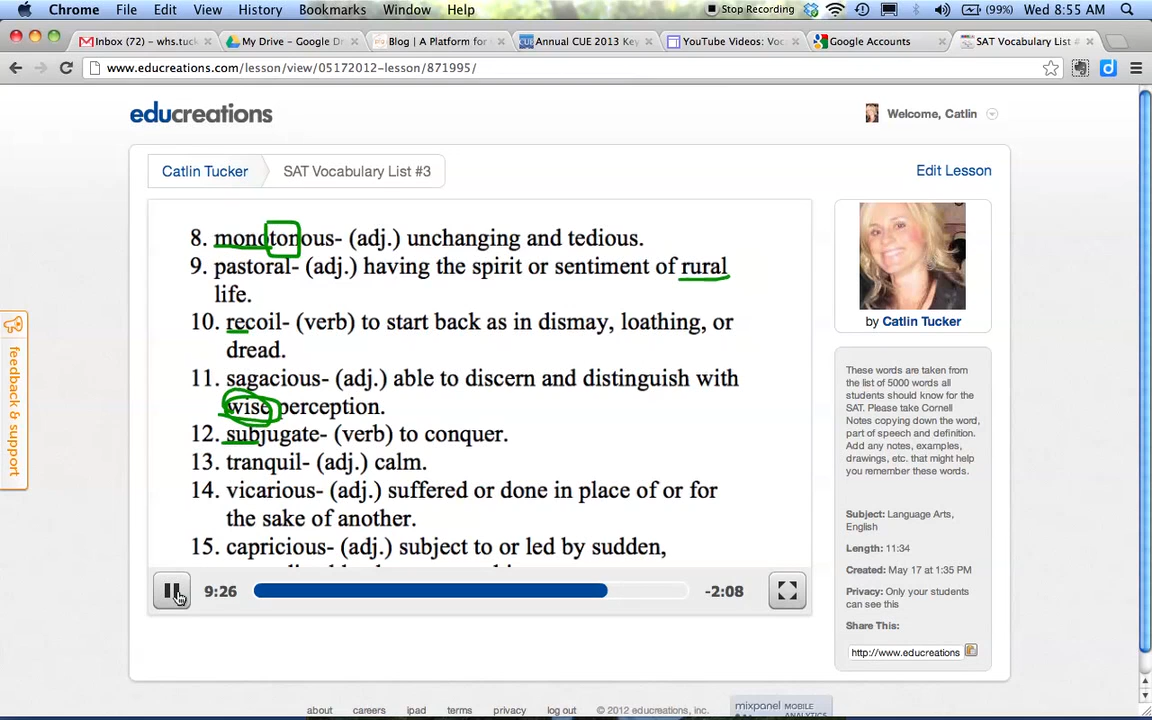 Chrome File Edit View History Bookmarks Window Help Stop Recording (99%) Wed 8:55 AM
Inbox (72) – whs.tuck My Drive – Google Dr Blog | A Platform for Annual CUE 2013 Key YouTube Videos: Voc Google Accounts SAT Vocabulary List #
www.educreations.com/lesson/view/05172012-lesson/871995/
educreations
Welcome, Catlin
Catlin Tucker SAT Vocabulary List #3
Edit Lesson
8. monotonous- (adj.) unchanging and tedious.
9. pastoral- (adj.) having the spirit or sentiment of rural
life.
10. recoil- (verb) to start back as in dismay, loathing, or
dread.
11. sagacious- (adj.) able to discern and distinguish with
wise perception.
12. subjugate- (verb) to conquer.
13. tranquil- (adj.) calm.
14. vicarious- (adj.) suffered or done in place of or for
the sake of another.
15. capricious- (adj.) subject to or led by sudden,
9:26 -2:08
by Catlin Tucker
These words are taken from
the list of 5000 words all
students should know for the
SAT. Please take Cornell
Notes copying down the word,
part of speech and definition.
Add any notes, examples,
drawings, etc. that might help
you remember these words.
Subject: Language Arts,
English
Length: 11:34
Created: May 17 at 1:35 PM
Privacy: Only your students
can see this
Share This:
http://www.educreations
feedback & support
about careers ipad terms privacy log out © 2012 educreations, inc.
mixpanel MOBILE
ANALYTICS